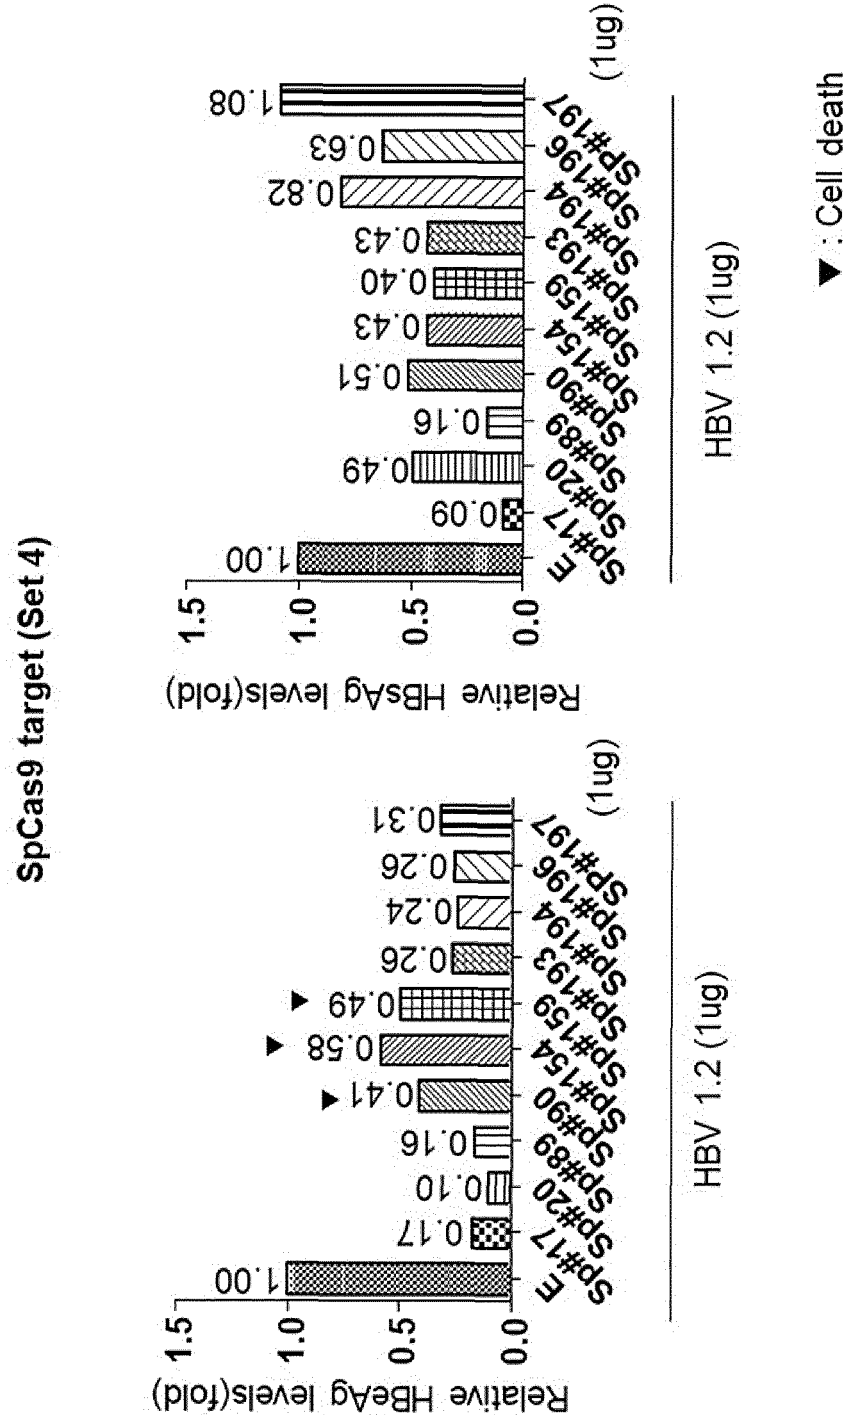 SpCas9 target (Set 4)
Relative HBeAg levels(fold)
1.5
1.0
0.5
0.0
1.00
0.17
0.10
0.16
0.41
0.58
0.49
0.26
0.24
0.26
0.31
E
Sp#17
Sp#20
Sp#89
Sp#90
Sp#154
Sp#159
Sp#193
Sp#194
Sp#196
SP#197
(1ug)
HBV 1.2 (1ug)
Relative HBsAg levels(fold)
1.5
1.0
0.5
0.0
1.00
0.09
0.49
0.16
0.51
0.43
0.40
0.43
0.82
0.63
1.08
E
Sp#17
Sp#20
Sp#89
Sp#90
Sp#154
Sp#159
Sp#193
Sp#194
Sp#196
SP#197
(1ug)
HBV 1.2 (1ug)
▼ : Cell death